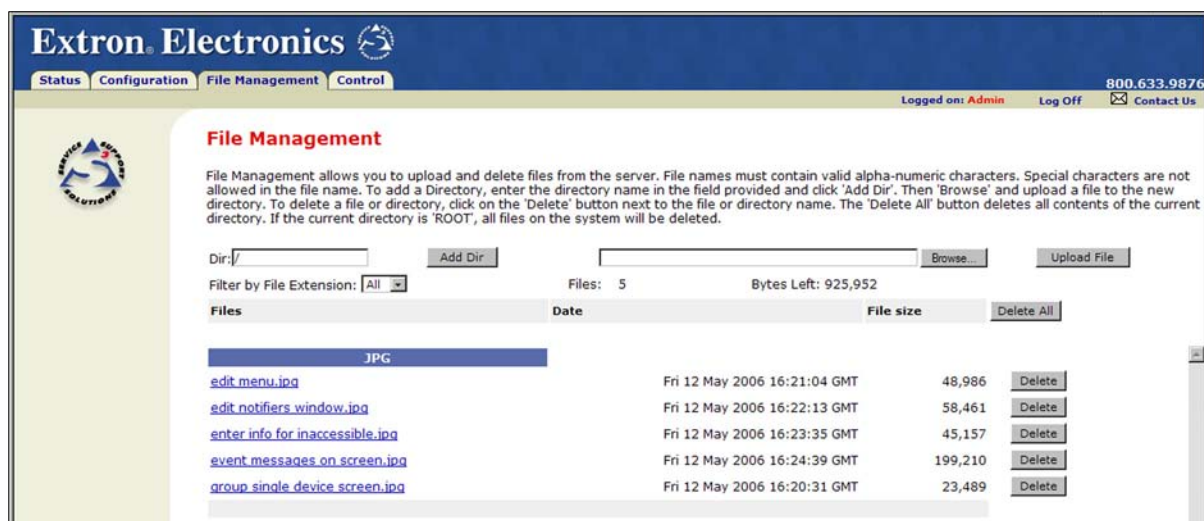 Extron® Electronics
Status Configuration File Management Control
800.633.9876
Logged on: Admin Log Off Contact Us
SERVICE SUPPORT SOLUTIONS
S3
File Management
File Management allows you to upload and delete files from the server. File names must contain valid alpha-numeric characters. Special characters are not
allowed in the file name. To add a Directory, enter the directory name in the field provided and click 'Add Dir'. Then 'Browse' and upload a file to the new
directory. To delete a file or directory, click on the 'Delete' button next to the file or directory name. The 'Delete All' button deletes all contents of the current
directory. If the current directory is 'ROOT', all files on the system will be deleted.
Dir: / Add Dir Browse... Upload File
Filter by File Extension: All Files: 5 Bytes Left: 925,952
Files Date File size Delete All
JPG
edit menu.jpg Fri 12 May 2006 16:21:04 GMT 48,986 Delete
edit notifiers window.jpg Fri 12 May 2006 16:22:13 GMT 58,461 Delete
enter info for inaccessible.jpg Fri 12 May 2006 16:23:35 GMT 45,157 Delete
event messages on screen.jpg Fri 12 May 2006 16:24:39 GMT 199,210 Delete
group single device screen.jpg Fri 12 May 2006 16:20:31 GMT 23,489 Delete